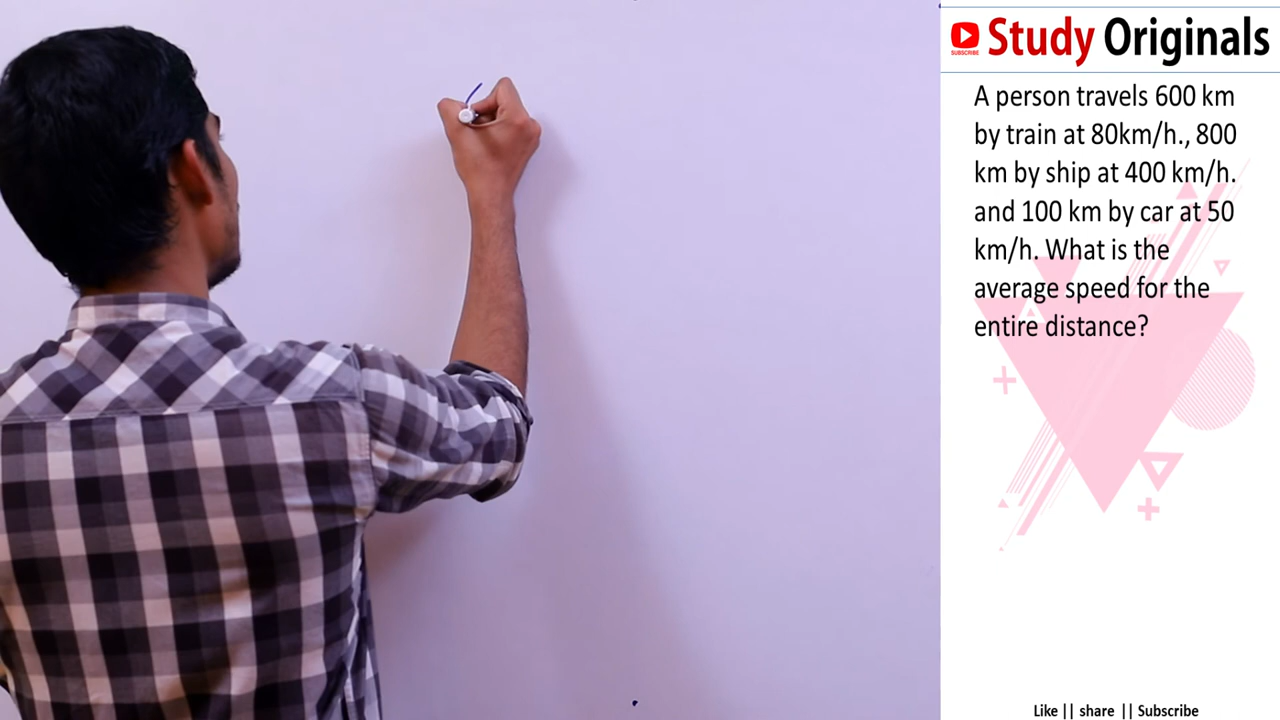 SUBSCRIBE
Study Originals
A person travels 600 km
by train at 80km/h., 800
km by ship at 400 km/h.
and 100 km by car at 50
km/h. What is the
average speed for the
entire distance?
Like || share || Subscribe